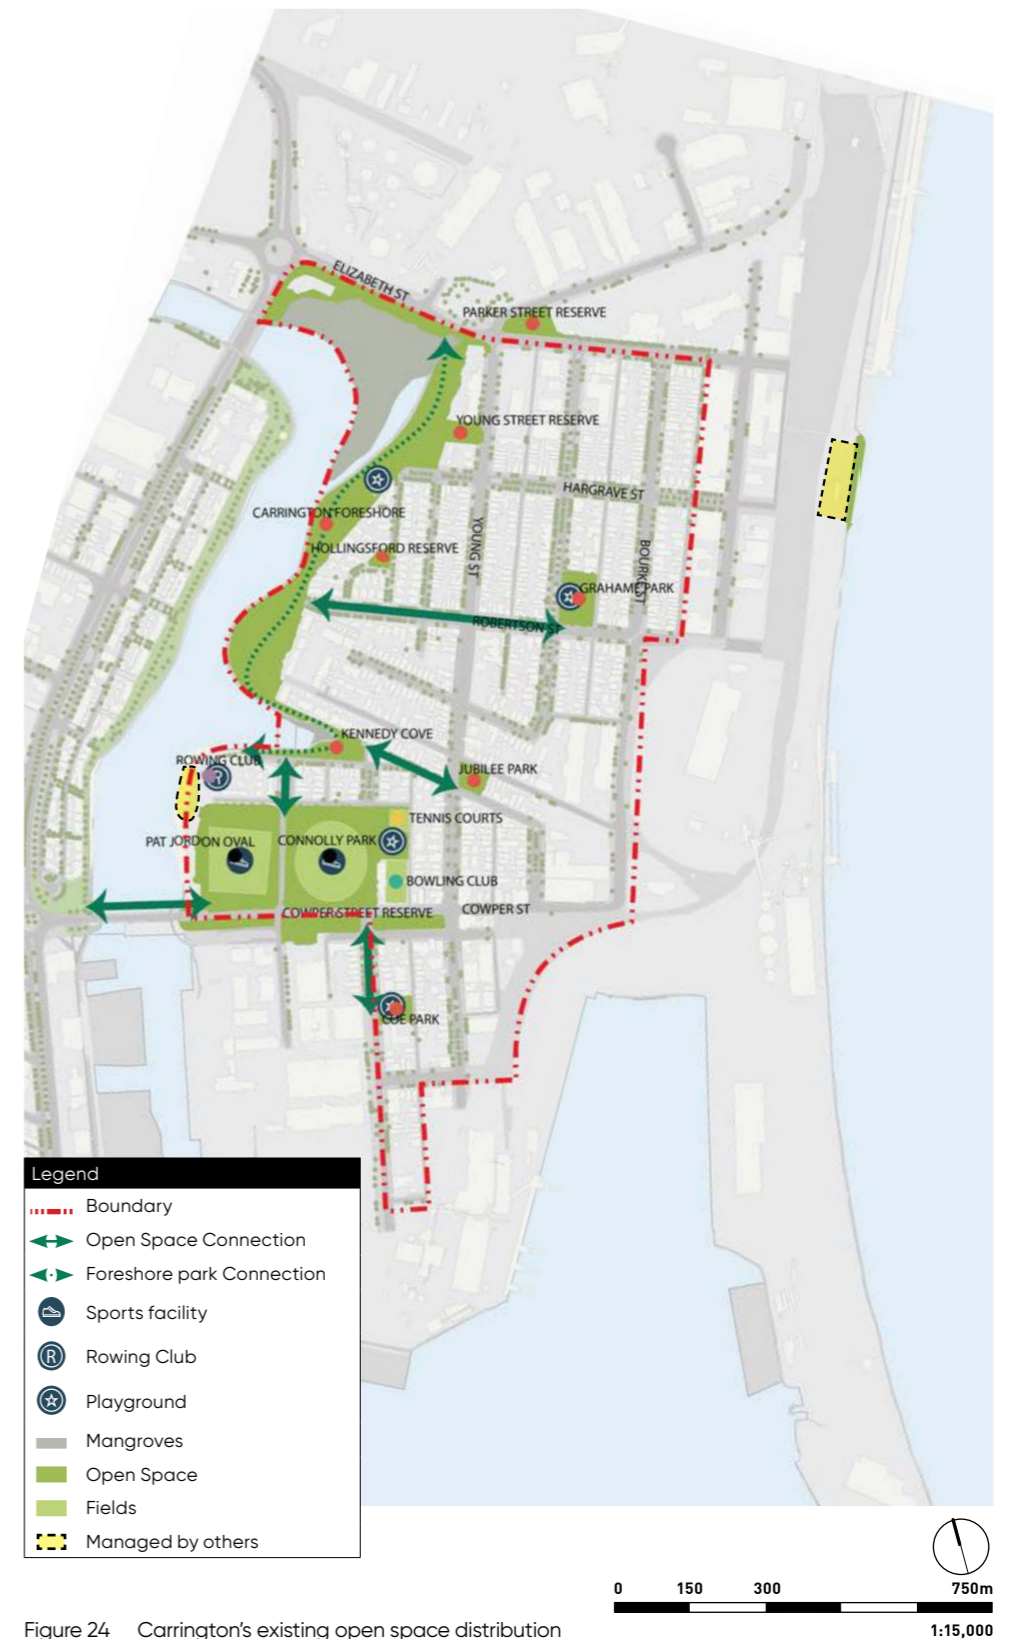 ELIZABETH ST
PARKER STREET RESERVE
YOUNG STREET RESERVE
HARGRAVE ST
CARRINGTON FORESHORE
YOUNG ST
HOLLINGSFORD RESERVE
BOURKE ST
GRAHAME PARK
ROBERTSON ST
KENNEDY COVE
ROWING CLUB
R
JUBILEE PARK
TENNIS COURTS
PAT JORDON OVAL
CONNOLLY PARK
BOWLING CLUB
COWPER STREET RESERVE
COWPER ST
COE PARK
Legend
Boundary
Open Space Connection
Foreshore park Connection
Sports facility
R Rowing Club
Playground
Mangroves
Open Space
Fields
Managed by others
0 150 300 750m
1:15,000
Figure 24 Carrington's existing open space distribution